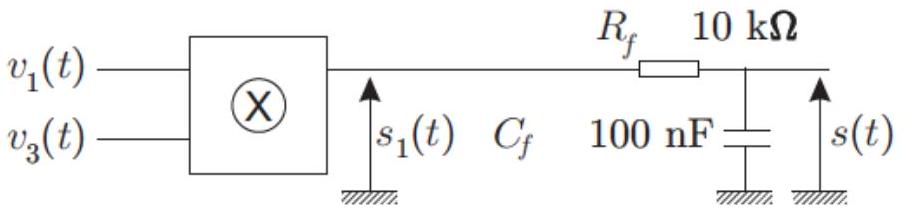 R_f 10 kΩ
v_1(t)
X
v_3(t) s_1(t) C_f 100 nF s(t)